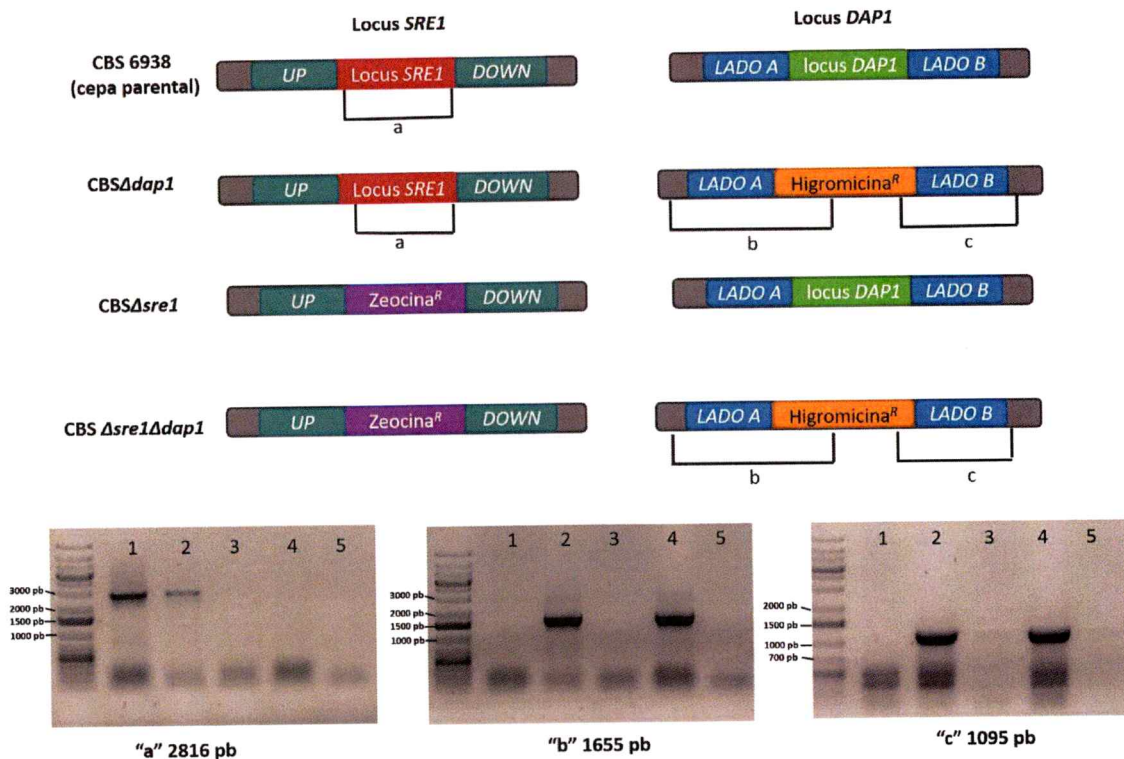 Locus SRE1
Locus DAP1
CBS 6938
(cepa parental)
UP
Locus SRE1
DOWN
a
LADO A
locus DAP1
LADO B
CBSΔdap1
UP
Locus SRE1
DOWN
a
LADO A
Higromicinaᴿ
LADO B
b
c
CBSΔsre1
UP
Zeocinaᴿ
DOWN
LADO A
locus DAP1
LADO B
CBS Δsre1Δdap1
UP
Zeocinaᴿ
DOWN
LADO A
Higromicinaᴿ
LADO B
b
c
1 2 3 4 5
3000 pb
2000 pb
1500 pb
1000 pb
"a" 2816 pb
1 2 3 4 5
3000 pb
2000 pb
1500 pb
1000 pb
"b" 1655 pb
1 2 3 4 5
2000 pb
1500 pb
1000 pb
700 pb
"c" 1095 pb